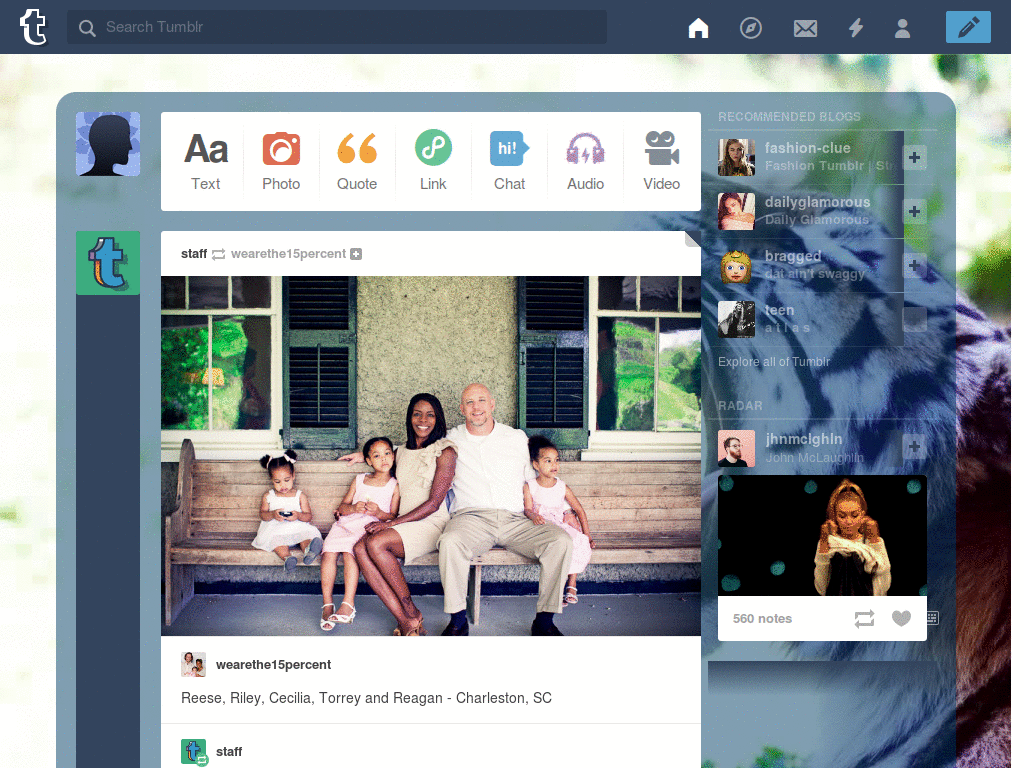 Search Tumblr
Aa
Text
Photo
Quote
Link
hi!
Chat
Audio
Video
staff wearethe15percent
wearethe15percent
Reese, Riley, Cecilia, Torrey and Reagan - Charleston, SC
staff
RECOMMENDED BLOGS
fashion-clue
Fashion Tumblr | Str
dailyglamorous
Daily Glamorous
bragged
dat ain't swaggy
teen
a t l a s
Explore all of Tumblr
RADAR
jhnmclghln
John McLaughlin
560 notes